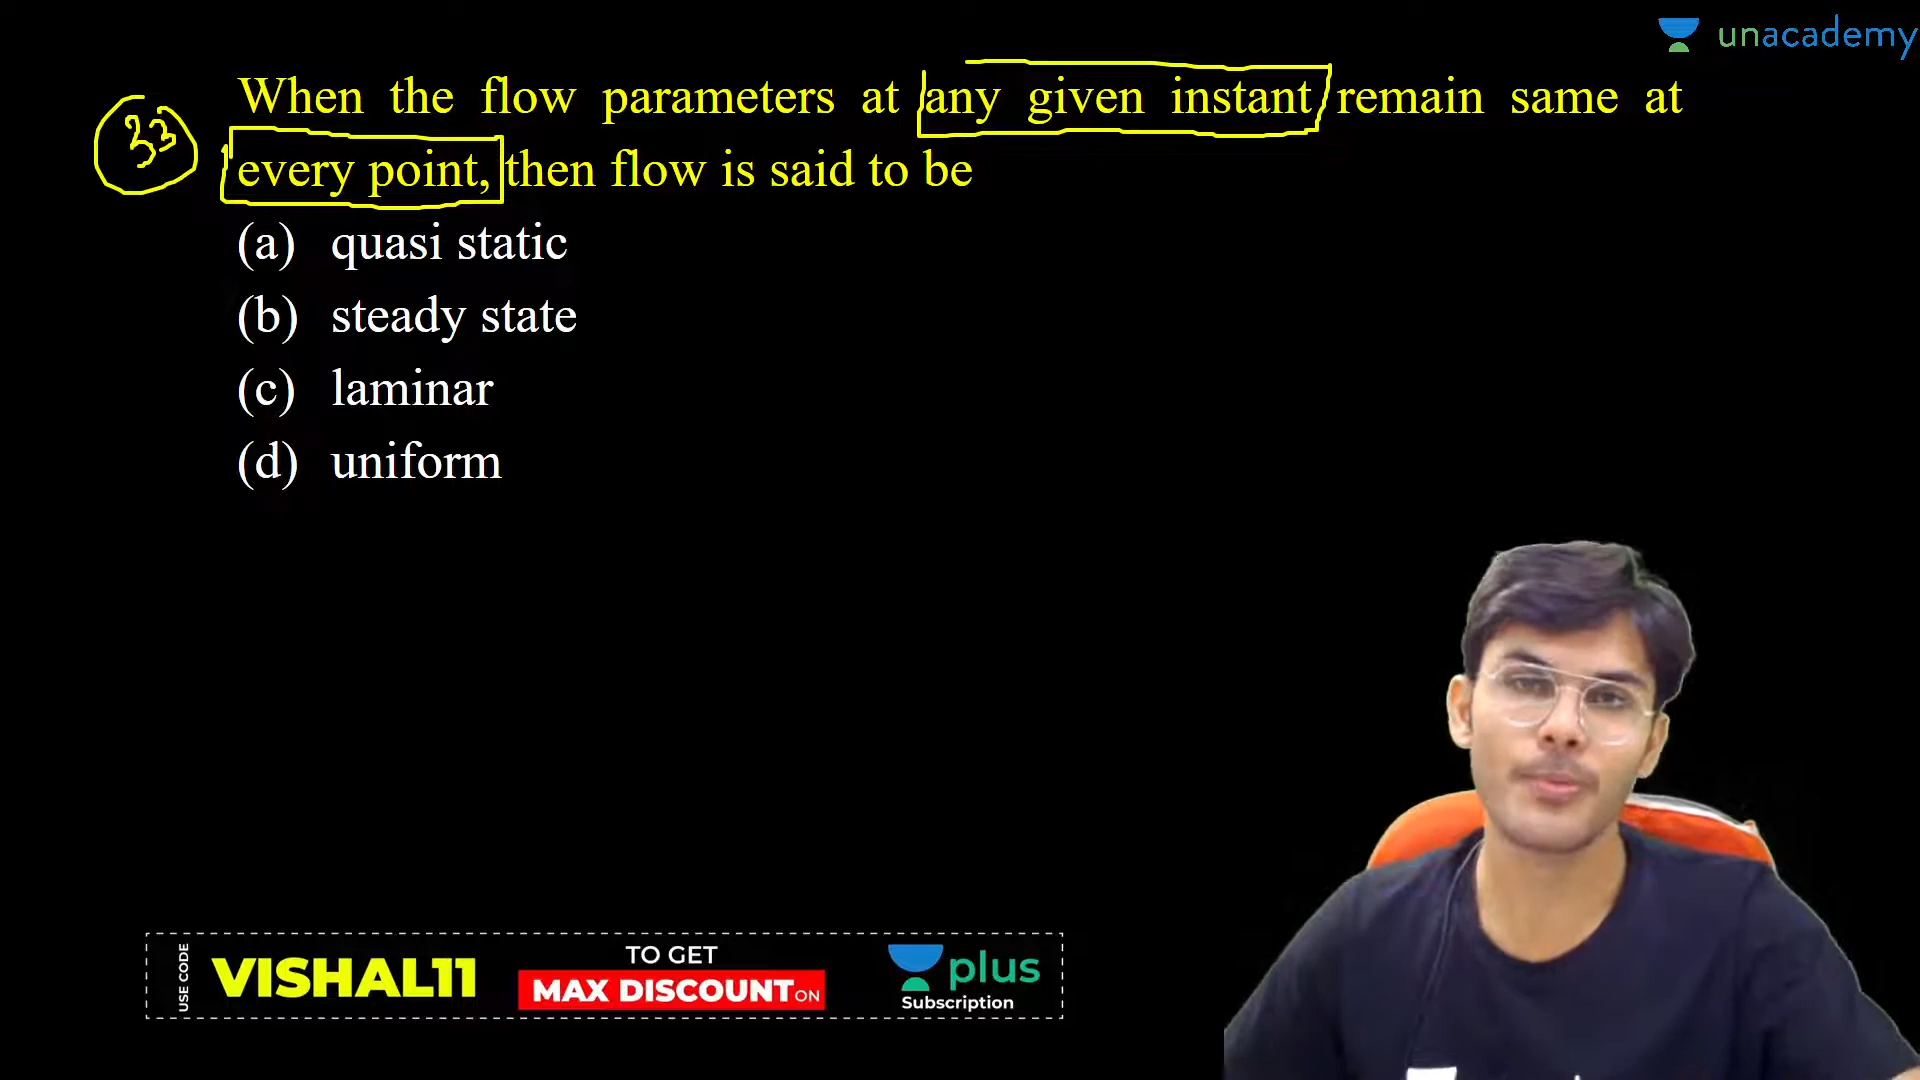 unacademy
33
When the flow parameters at any given instant remain same at
every point, then flow is said to be
(a) quasi static
(b) steady state
(c) laminar
(d) uniform
USE CODE
VISHAL11
TO GET
MAX DISCOUNT ON
plus
Subscription